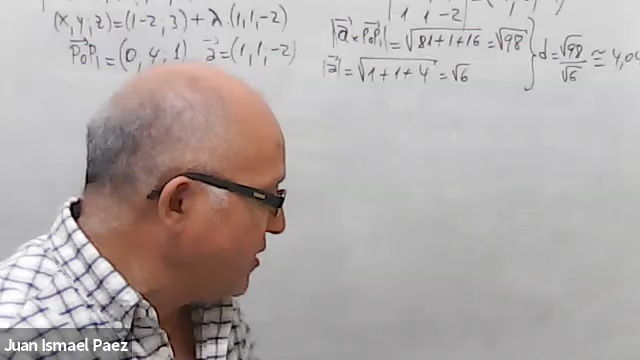 (x,y;z)=(1-2;3)+λ.(1,1,-2)
P₀P₁=(0,4;1) a=(1,1,-2)
1 1 -2
|a×P₀P₁|=√81+1+16=√98
|a|=√1+1+4=√6
d=√98/√6≅4,04
Juan Ismael Paez